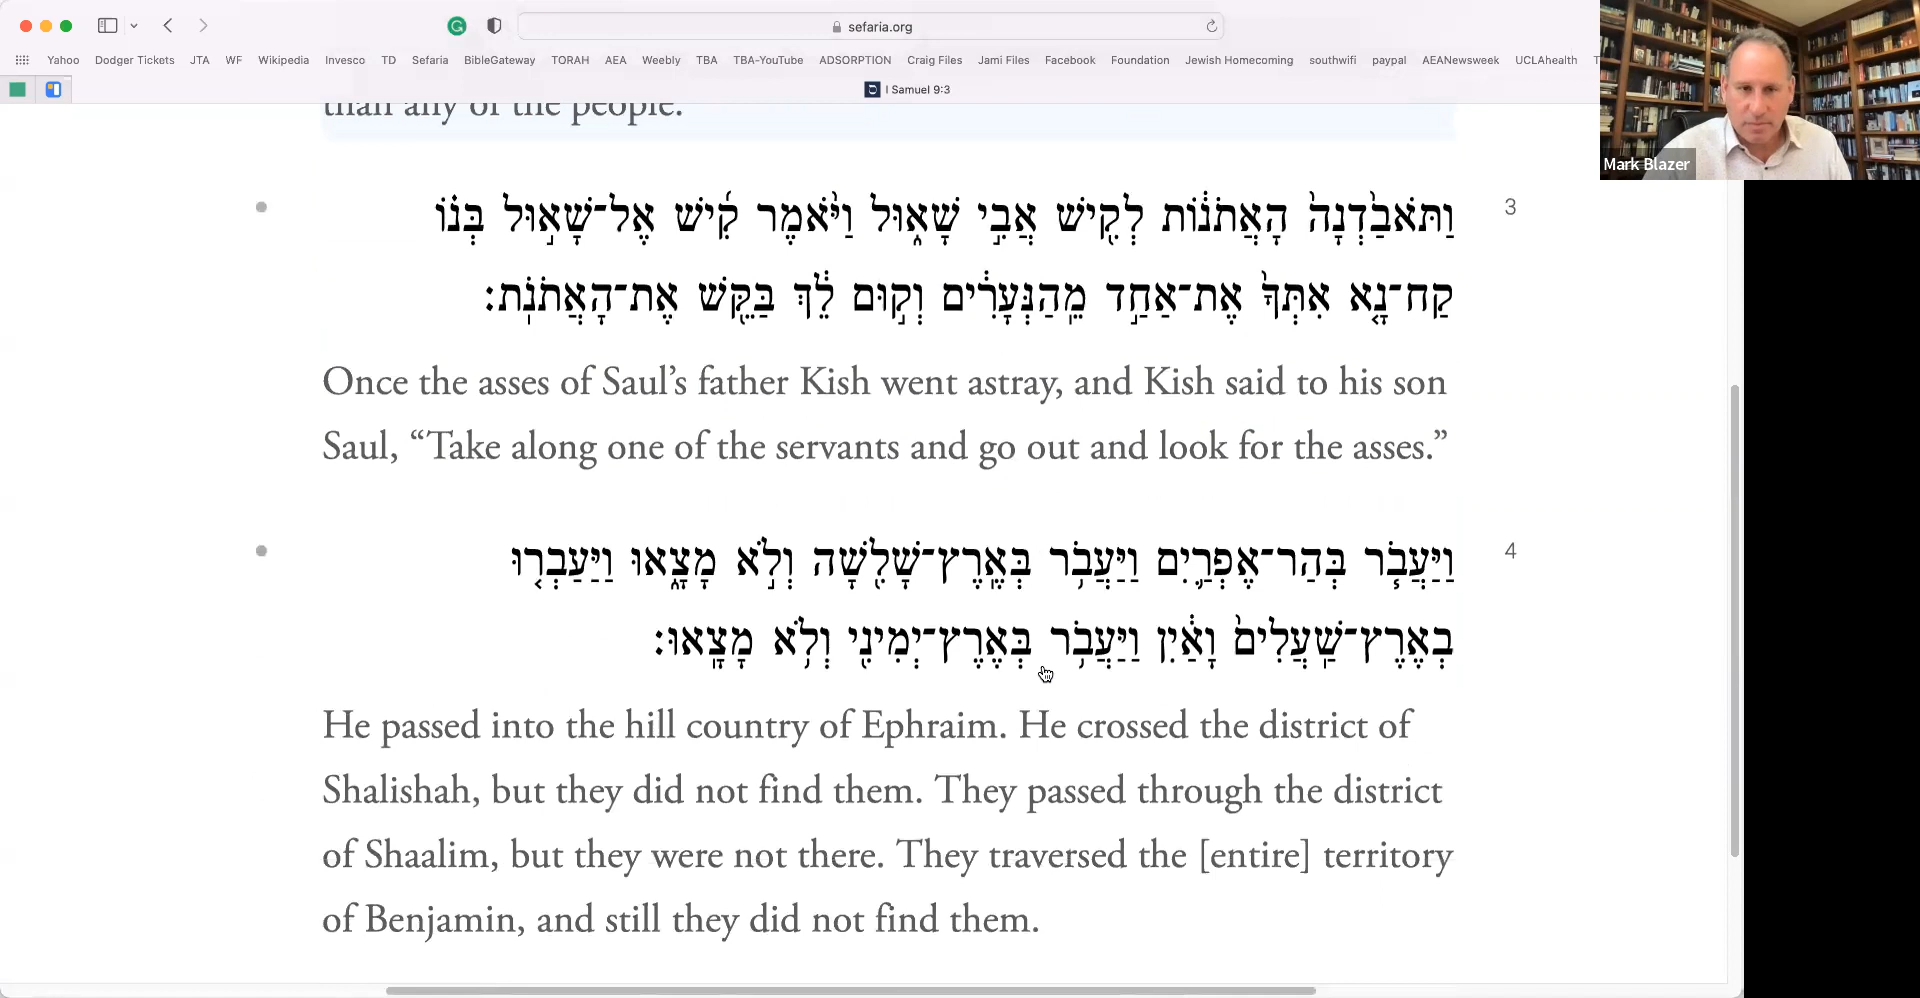 sefaria.org
Yahoo Dodger Tickets JTA WF Wikipedia Invesco TD Sefaria BibleGateway TORAH AEA Weebly TBA TBA-YouTube ADSORPTION Craig Files Jami Files Facebook Foundation Jewish Homecoming southwifi paypal AEANewsweek UCLAhealth
I Samuel 9:3
Mark Blazer
than any of the people.
3
וַתֹּאבַ֙דְנָה֙ הָאֲתֹנ֔וֹת לְקִ֖ישׁ אֲבִ֣י שָׁא֑וּל וַיֹּ֨אמֶר קִ֜ישׁ אֶל־שָׁא֣וּל בְּנ֗וֹ
קַח־נָ֤א אִתְּךָ֙ אֶת־אַחַ֣ד מֵֽהַנְּעָרִ֔ים וְק֣וּם לֵ֔ךְ בַּקֵּ֖שׁ אֶת־הָאֲתֹנֹֽת׃
Once the asses of Saul’s father Kish went astray, and Kish said to his son
Saul, “Take along one of the servants and go out and look for the asses.”
4
וַיַּעֲבֹ֧ר בְּהַר־אֶפְרַ֛יִם וַיַּעֲבֹ֥ר בְּאֶֽרֶץ־שָׁלִ֖שָׁה וְלֹ֣א מָצָ֑אוּ וַיַּעַבְר֤וּ
בְאֶֽרֶץ־שַֽׁעֲלִים֙ וָאַ֔יִן וַיַּעֲבֹ֥ר בְּאֶֽרֶץ־יְמִינִ֖י וְלֹ֥א מָצָֽאוּ׃
He passed into the hill country of Ephraim. He crossed the district of
Shalishah, but they did not find them. They passed through the district
of Shaalim, but they were not there. They traversed the [entire] territory
of Benjamin, and still they did not find them.